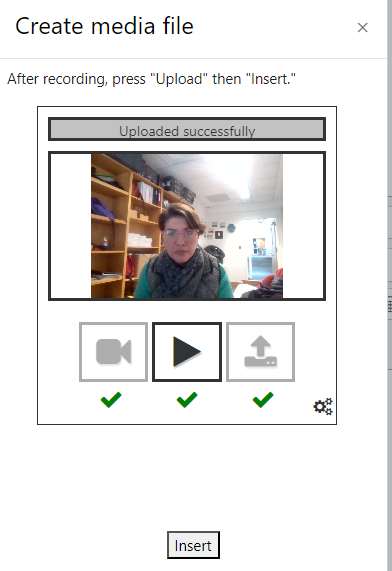 Create media file
After recording, press "Upload" then "Insert."
Uploaded successfully
Insert